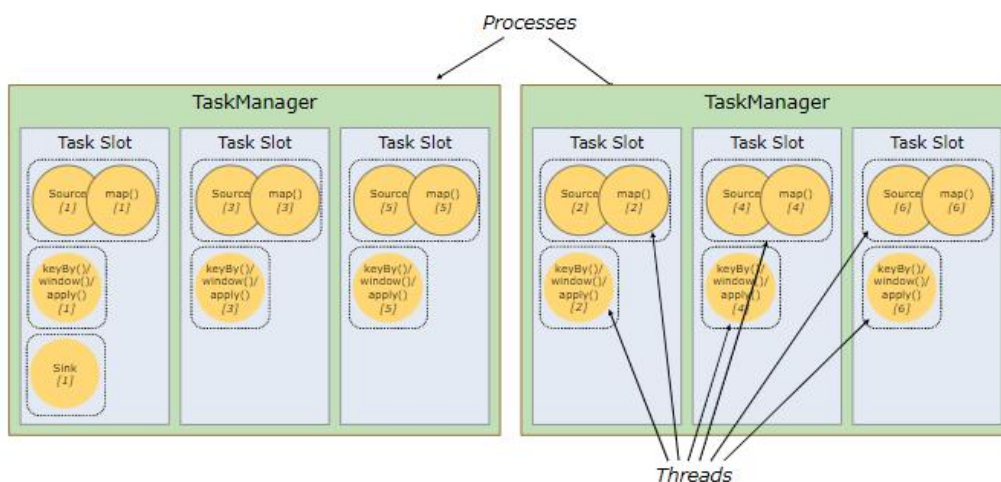 Processes
TaskManager
TaskManager
Task Slot
Task Slot
Task Slot
Task Slot
Task Slot
Task Slot
Source
[1]
map()
[1]
Source
[3]
map()
[3]
Source
[5]
map()
[5]
Source
[2]
map()
[2]
Source
[4]
map()
[4]
Source
[6]
map()
[6]
keyBy()/
window()/
apply()
[1]
keyBy()/
window()/
apply()
[3]
keyBy()/
window()/
apply()
[5]
keyBy()/
window()/
apply()
[2]
keyBy()/
window()/
apply()
[4]
keyBy()/
window()/
apply()
[6]
Sink
[1]
Threads